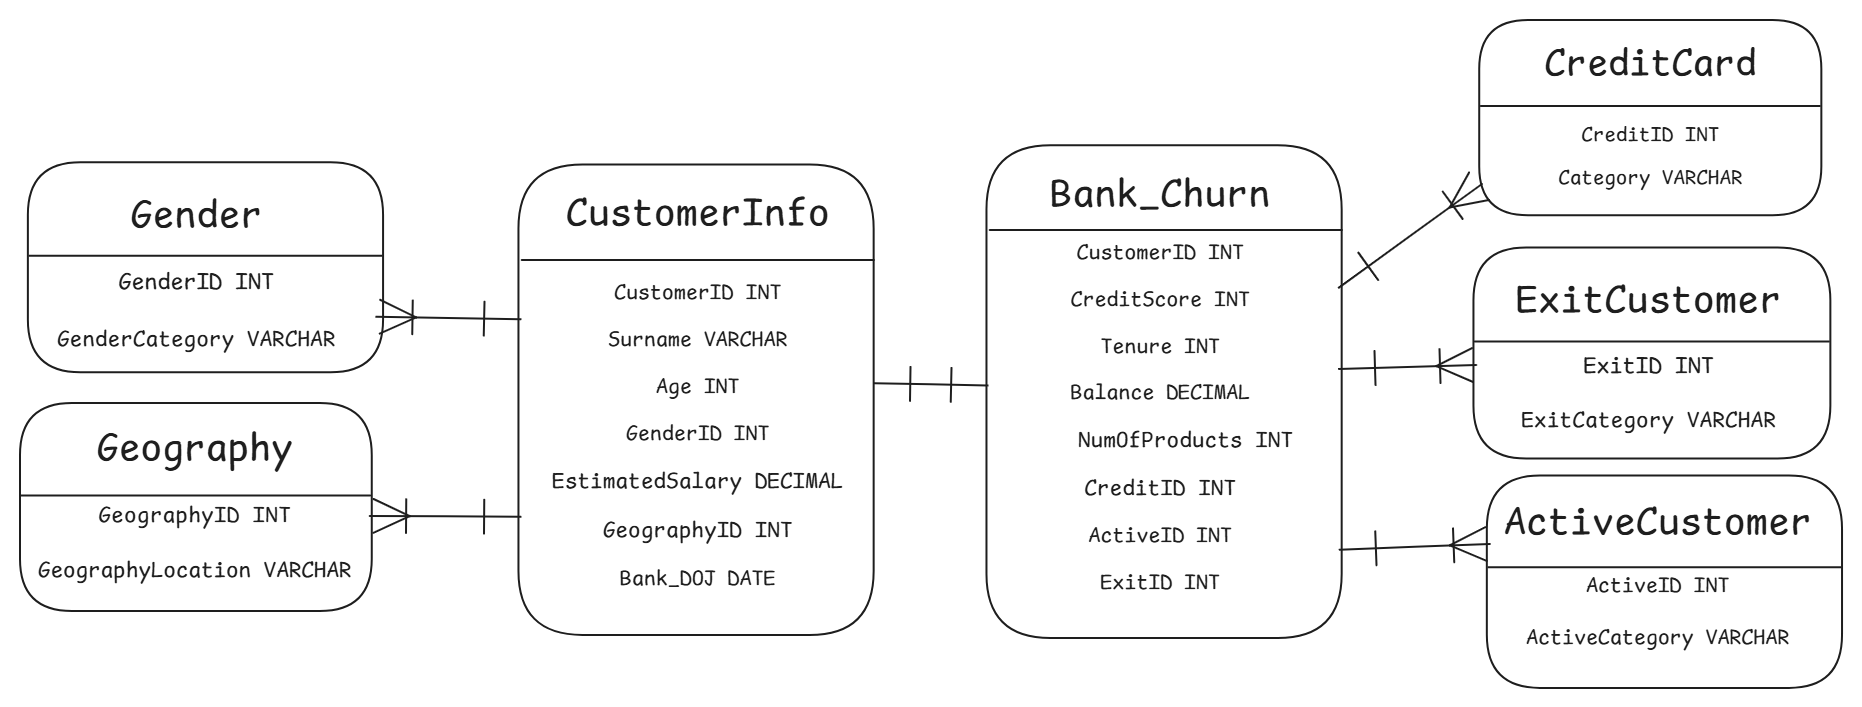 Gender
GenderID INT
GenderCategory VARCHAR
Geography
GeographyID INT
GeographyLocation VARCHAR
CustomerInfo
CustomerID INT
Surname VARCHAR
Age INT
GenderID INT
EstimatedSalary DECIMAL
GeographyID INT
Bank_DOJ DATE
Bank_Churn
CustomerID INT
CreditScore INT
Tenure INT
Balance DECIMAL
NumOfProducts INT
CreditID INT
ActiveID INT
ExitID INT
CreditCard
CreditID INT
Category VARCHAR
ExitCustomer
ExitID INT
ExitCategory VARCHAR
ActiveCustomer
ActiveID INT
ActiveCategory VARCHAR